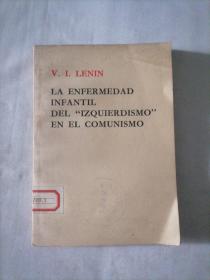 V. I. LENIN
LA ENFERMEDAD
INFANTIL
DEL “IZQUIERDISMO”
EN EL COMUNISMO